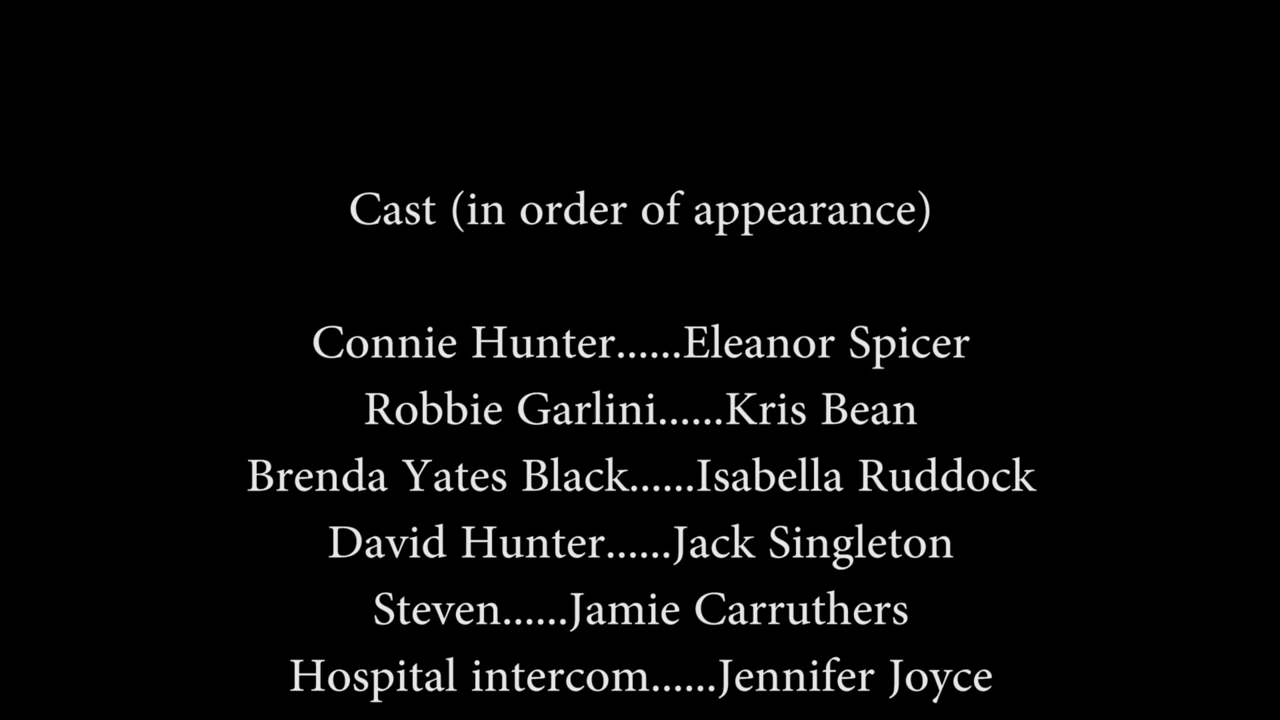 Cast (in order of appearance)
Connie Hunter......Eleanor Spicer
Robbie Garlini......Kris Bean
Brenda Yates Black......Isabella Ruddock
David Hunter......Jack Singleton
Steven......Jamie Carruthers
Hospital intercom......Jennifer Joyce